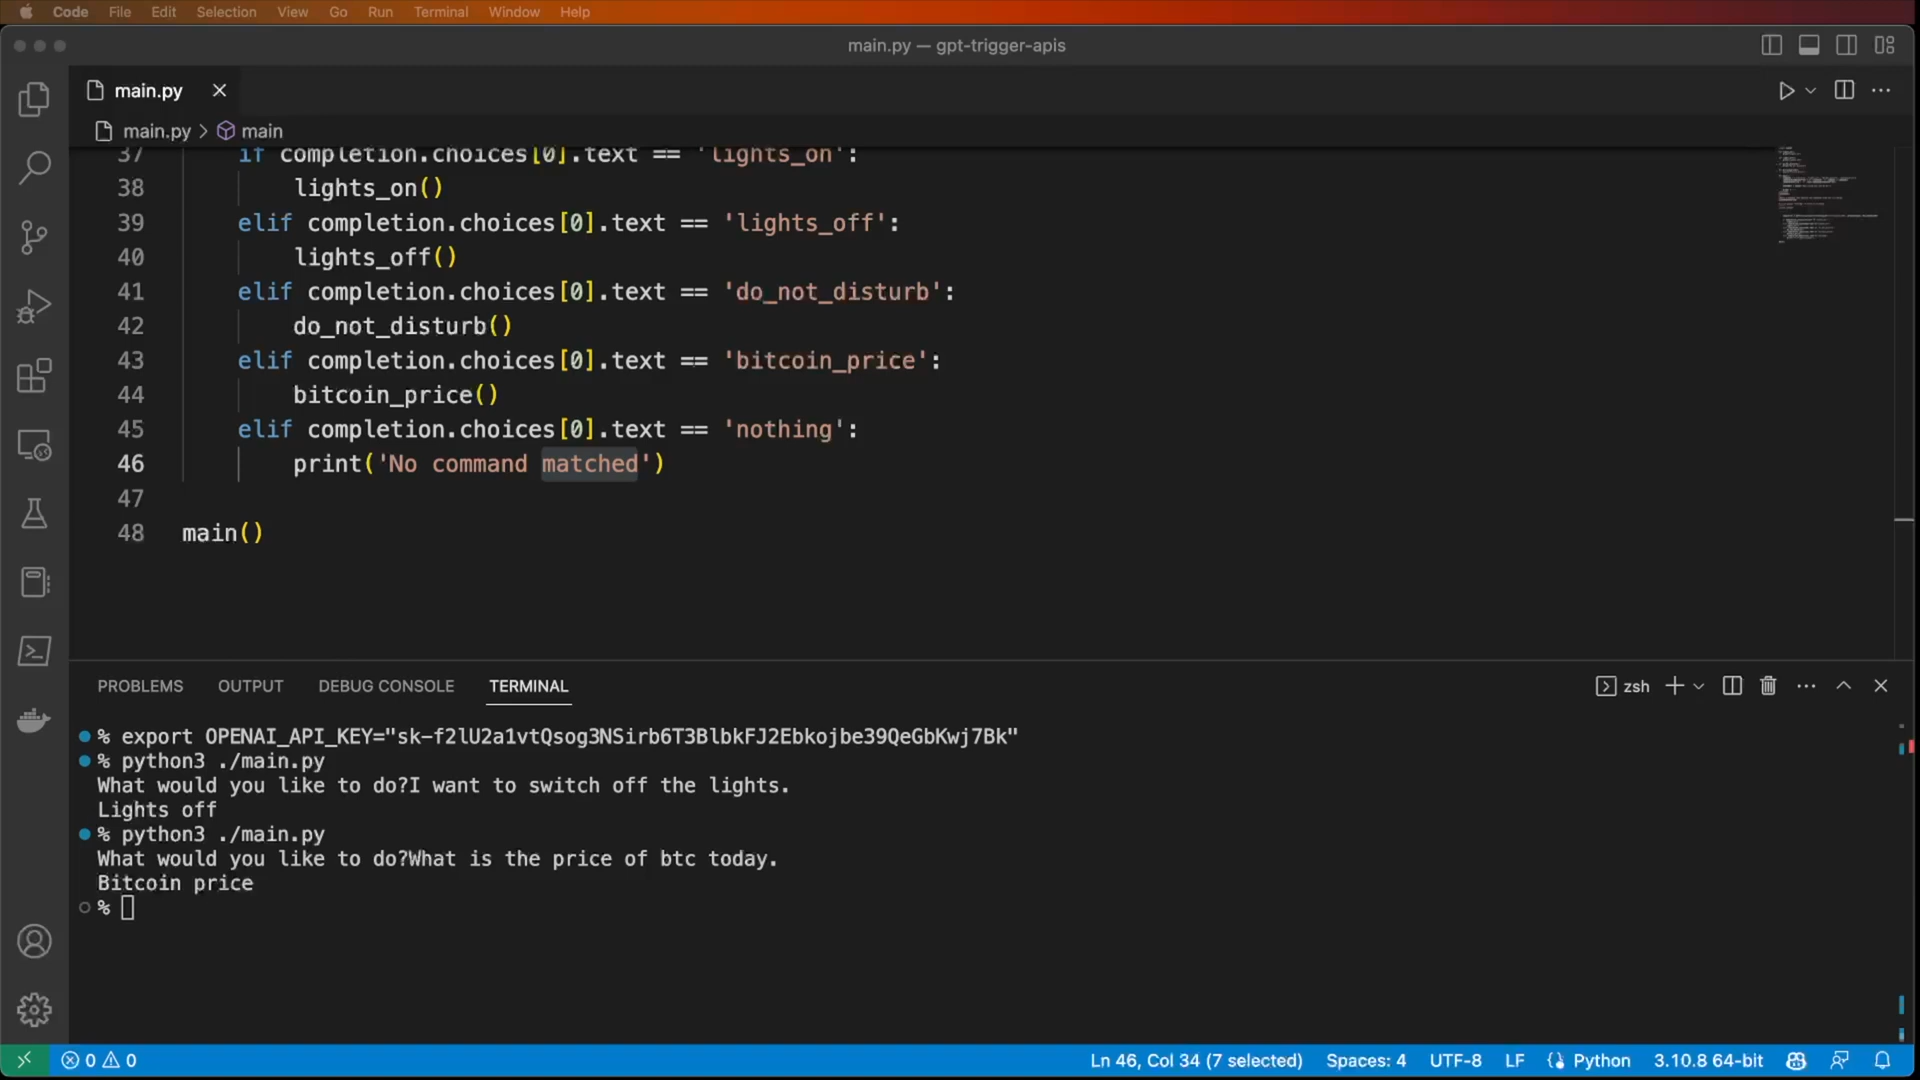 Code File Edit Selection View Go Run Terminal Window Help
main.py — gpt-trigger-apis
main.py
main.py > main
37 if completion.choices[0].text == 'lights_on':
38 lights_on()
39 elif completion.choices[0].text == 'lights_off':
40 lights_off()
41 elif completion.choices[0].text == 'do_not_disturb':
42 do_not_disturb()
43 elif completion.choices[0].text == 'bitcoin_price':
44 bitcoin_price()
45 elif completion.choices[0].text == 'nothing':
46 print('No command matched')
47
48 main()
PROBLEMS OUTPUT DEBUG CONSOLE TERMINAL zsh
% export OPENAI_API_KEY="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"
% python3 ./main.py
What would you like to do?I want to switch off the lights.
Lights off
% python3 ./main.py
What would you like to do?What is the price of btc today.
Bitcoin price
%
0 0 Ln 46, Col 34 (7 selected) Spaces: 4 UTF-8 LF Python 3.10.8 64-bit